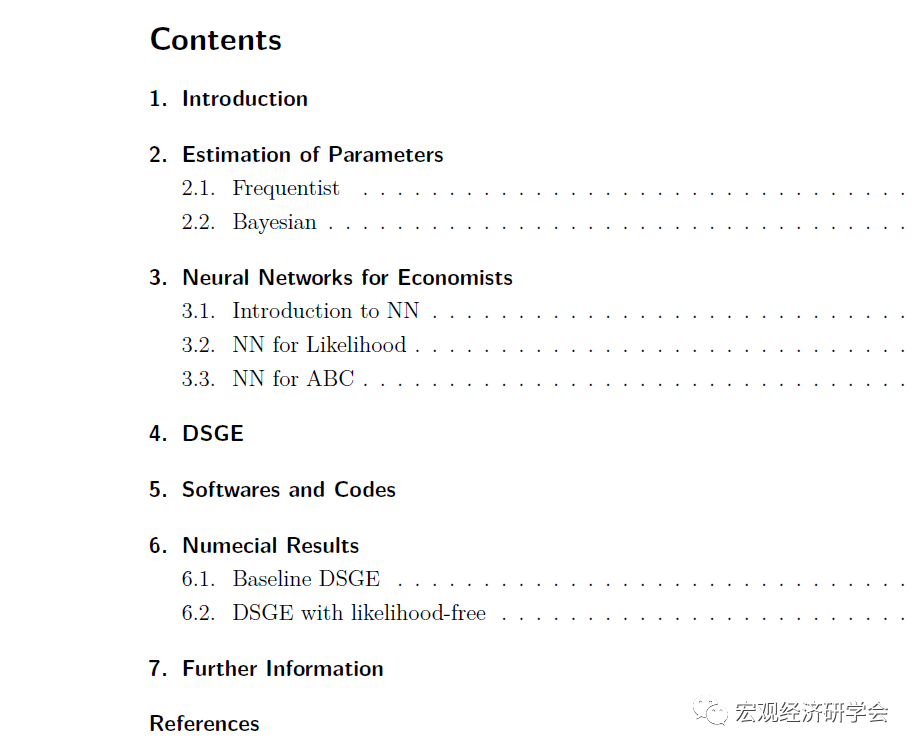 Contents
1. Introduction
2. Estimation of Parameters
2.1. Frequentist . . . . . . . . . . . . . . . . . . . . . . . . . . . . . . . .
2.2. Bayesian . . . . . . . . . . . . . . . . . . . . . . . . . . . . . . . . . .
3. Neural Networks for Economists
3.1. Introduction to NN . . . . . . . . . . . . . . . . . . . . . . . . . . . .
3.2. NN for Likelihood . . . . . . . . . . . . . . . . . . . . . . . . . . . . .
3.3. NN for ABC . . . . . . . . . . . . . . . . . . . . . . . . . . . . . . . .
4. DSGE
5. Softwares and Codes
6. Numecial Results
6.1. Baseline DSGE . . . . . . . . . . . . . . . . . . . . . . . . . . . . . .
6.2. DSGE with likelihood-free . . . . . . . . . . . . . . . . . . . . . . . .
7. Further Information
References
宏观经济研学会